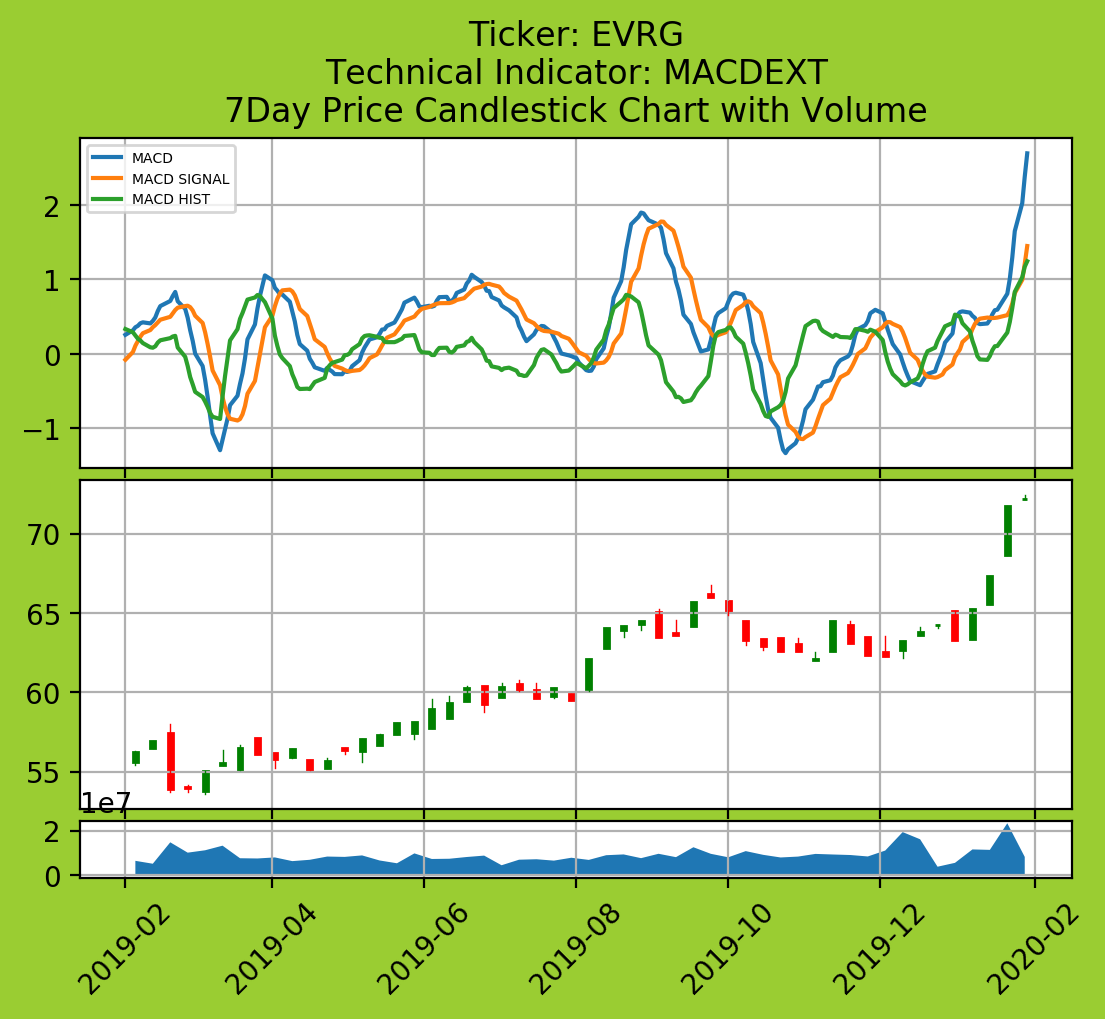 Ticker: EVRG
Technical Indicator: MACDEXT
7Day Price Candlestick Chart with Volume
MACD
MACD SIGNAL
MACD HIST
2
1
0
−1
70
65
60
55
1e7
2
0
2019-02
2019-04
2019-06
2019-08
2019-10
2019-12
2020-02